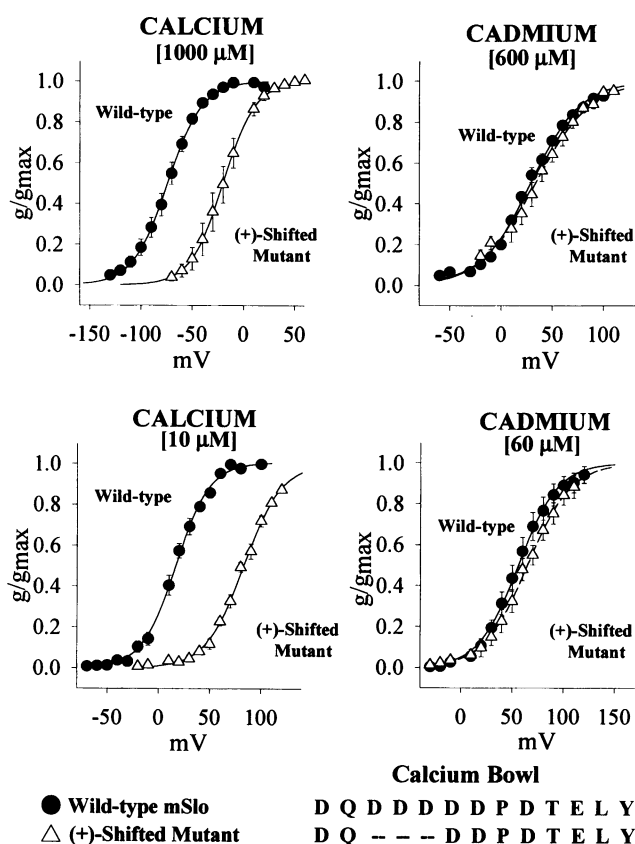 CALCIUM
[1000 μM]
1.0
0.8
0.6
0.4
0.2
0.0
g/gmax
Wild-type
(+)-Shifted
Mutant
-150 -100 -50 0 50
mV
CADMIUM
[600 μM]
1.0
0.8
0.6
0.4
0.2
0.0
g/gmax
Wild-type
(+)-Shifted
Mutant
-50 0 50 100
mV
CALCIUM
[10 μM]
1.0
0.8
0.6
0.4
0.2
0.0
g/gmax
Wild-type
(+)-Shifted
Mutant
-50 0 50 100
mV
CADMIUM
[60 μM]
1.0
0.8
0.6
0.4
0.2
0.0
g/gmax
Wild-type
(+)-Shifted
Mutant
0 50 100 150
mV
Calcium Bowl
Wild-type mSlo D Q D D D D D P D T E L Y
(+)-Shifted Mutant D Q -- -- -- D D P D T E L Y